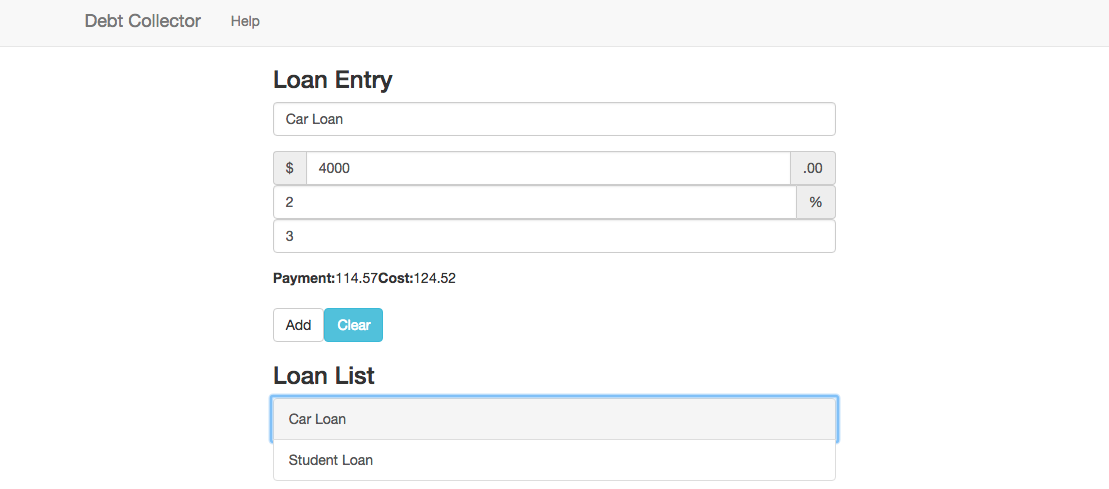 Debt Collector Help
Loan Entry
Car Loan
$ 4000 .00
2 %
3
Payment:114.57Cost:124.52
Add Clear
Loan List
Car Loan
Student Loan